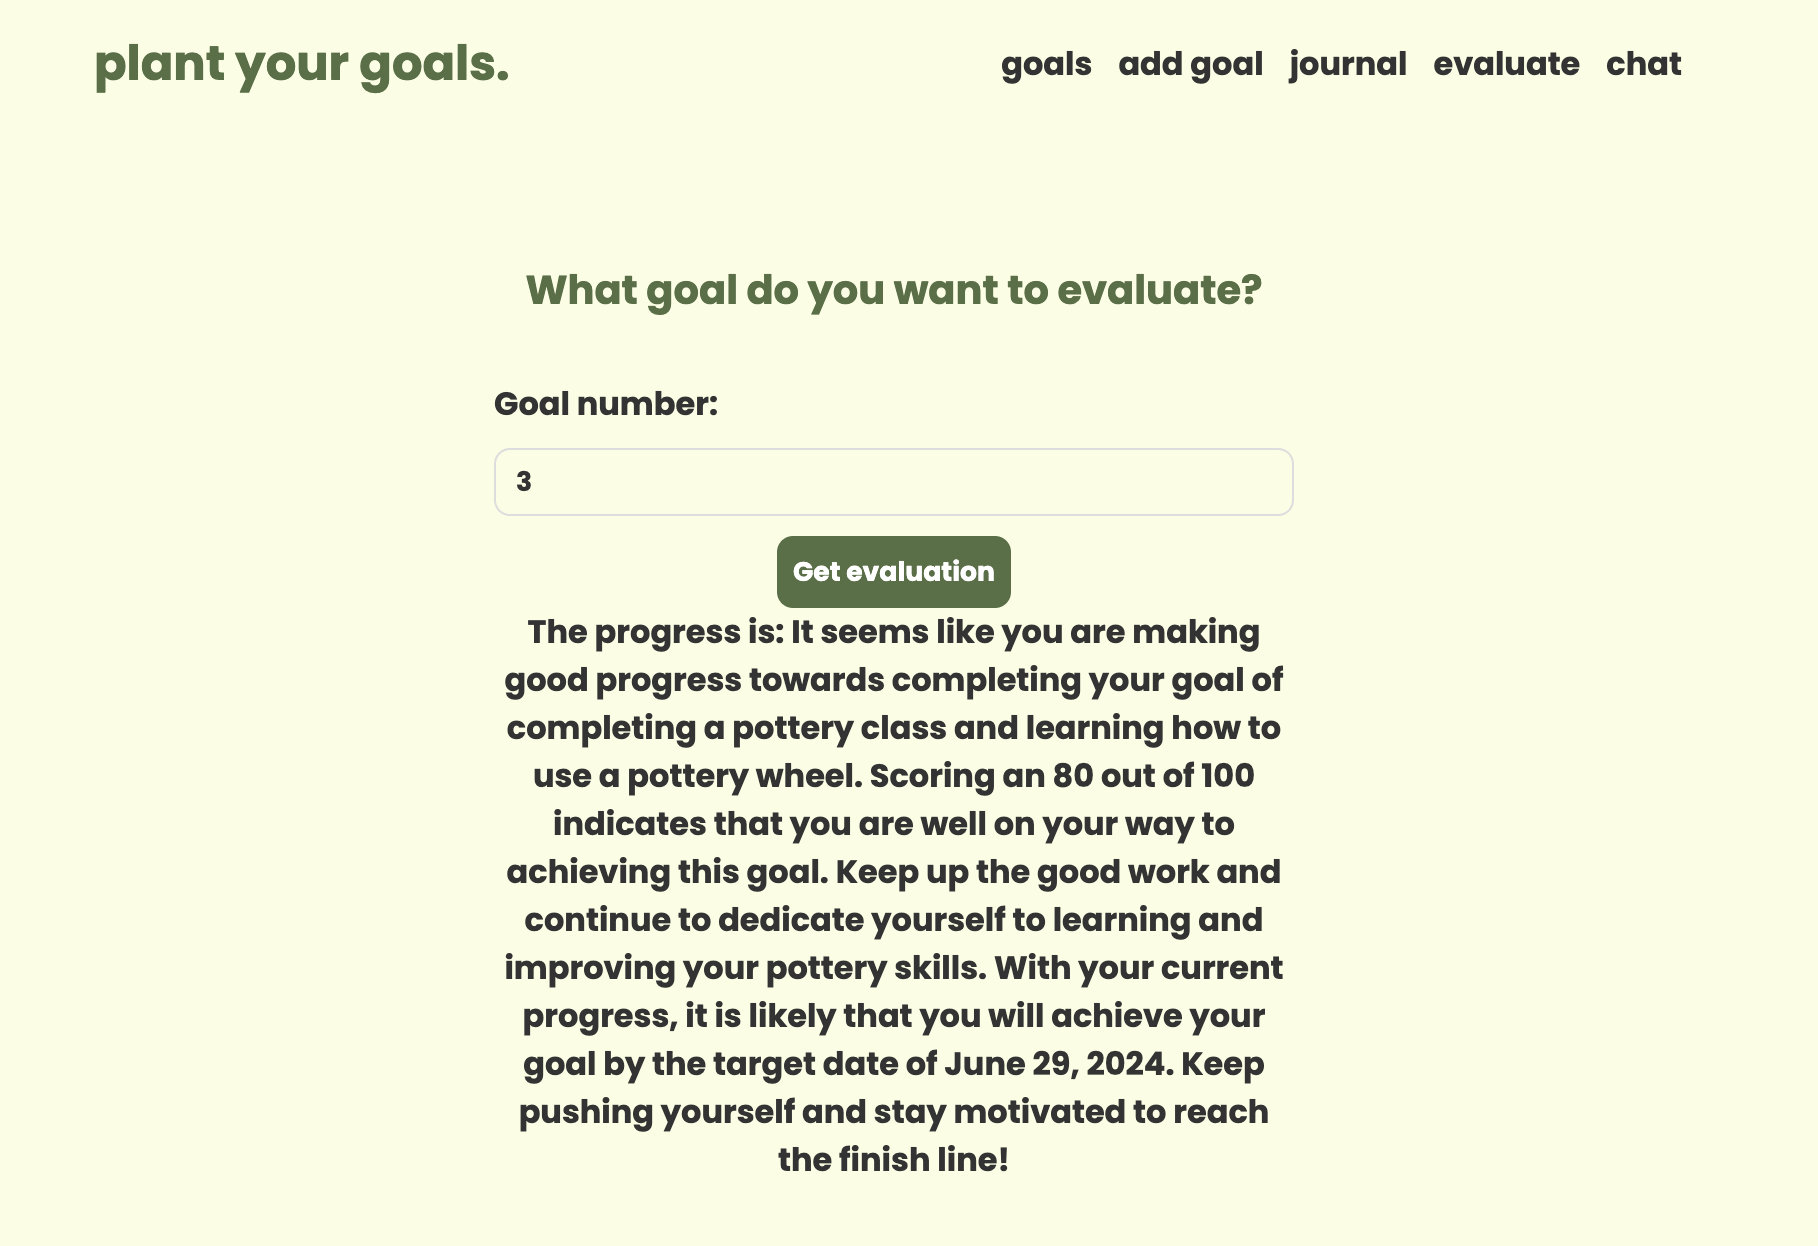 plant your goals.
goals add goal journal evaluate chat
What goal do you want to evaluate?
Goal number:
3
Get evaluation
The progress is: It seems like you are making
good progress towards completing your goal of
completing a pottery class and learning how to
use a pottery wheel. Scoring an 80 out of 100
indicates that you are well on your way to
achieving this goal. Keep up the good work and
continue to dedicate yourself to learning and
improving your pottery skills. With your current
progress, it is likely that you will achieve your
goal by the target date of June 29, 2024. Keep
pushing yourself and stay motivated to reach
the finish line!